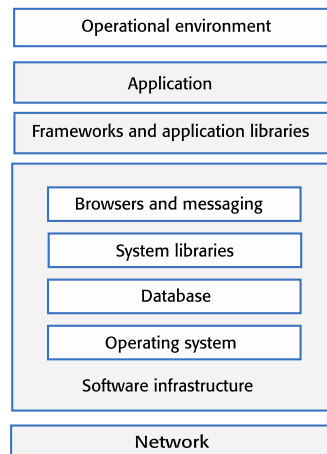 Operational environment
Application
Frameworks and application libraries
Browsers and messaging
System libraries
Database
Operating system
Software infrastructure
Network